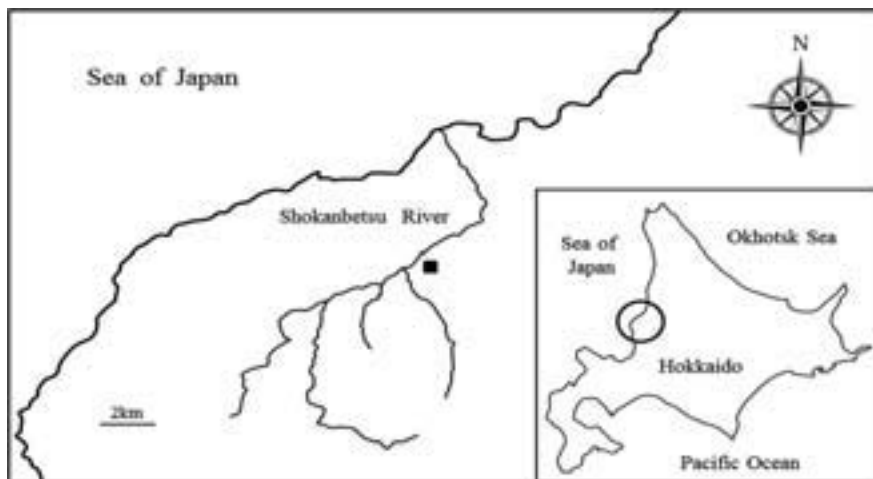 Sea of Japan
N
Shokanbetsu River
2km
Sea of
Japan
Okhotsk Sea
Hokkaido
Pacific Ocean